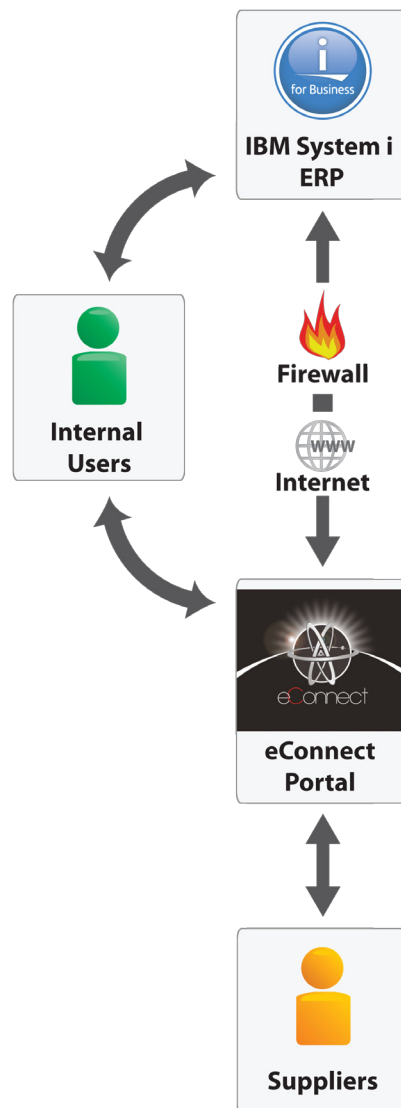 i
for Business
IBM System i
ERP
Firewall
www
Internet
Internal
Users
eConnect
eConnect
Portal
Suppliers